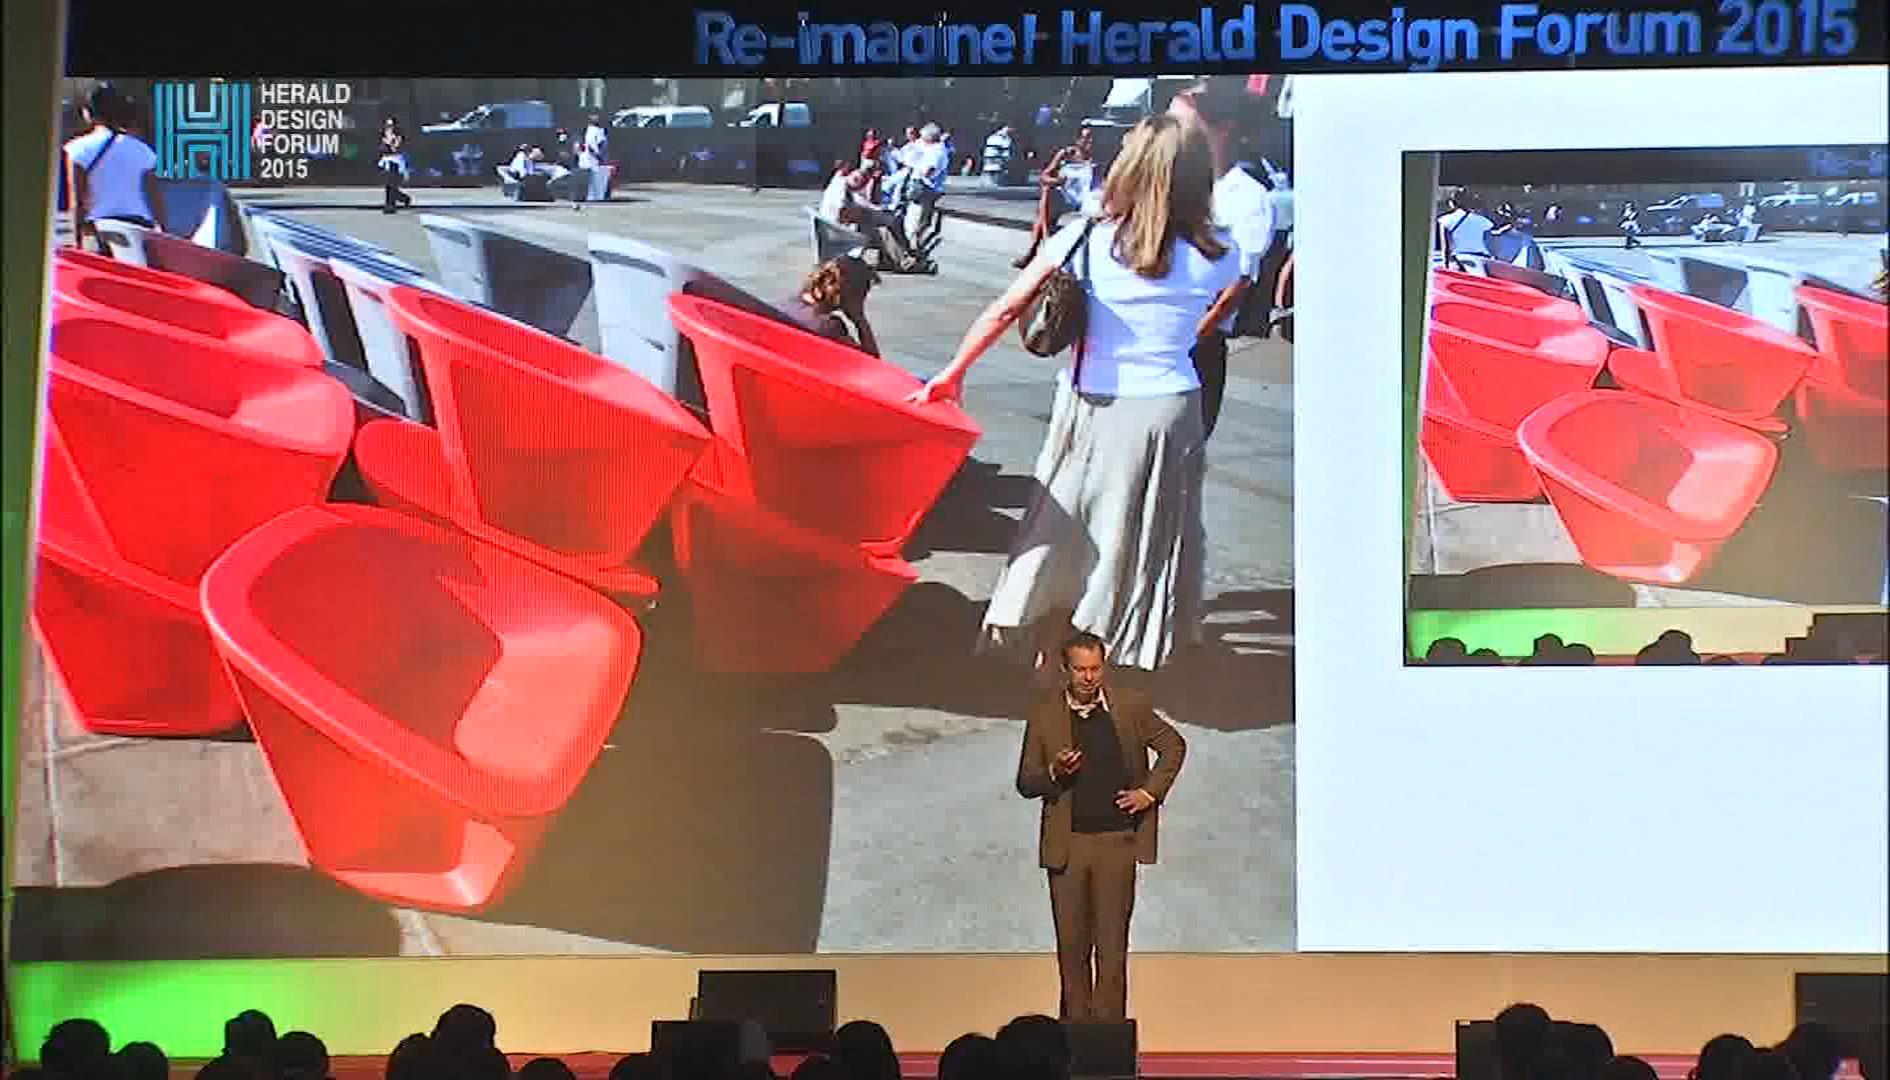 Re-imagine! Herald Design Forum 2015
HERALD
DESIGN
FORUM
2015